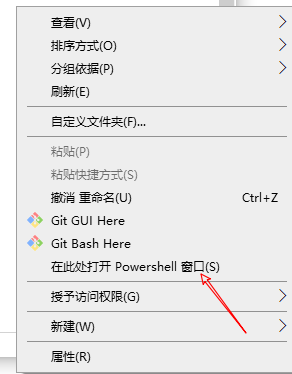 查看(V)
排序方式(O)
分组依据(P)
刷新(E)
自定义文件夹(F)...
粘贴(P)
粘贴快捷方式(S)
撤消 重命名(U) Ctrl+Z
Git GUI Here
Git Bash Here
在此处打开 Powershell 窗口(S)
授予访问权限(G)
新建(W)
属性(R)